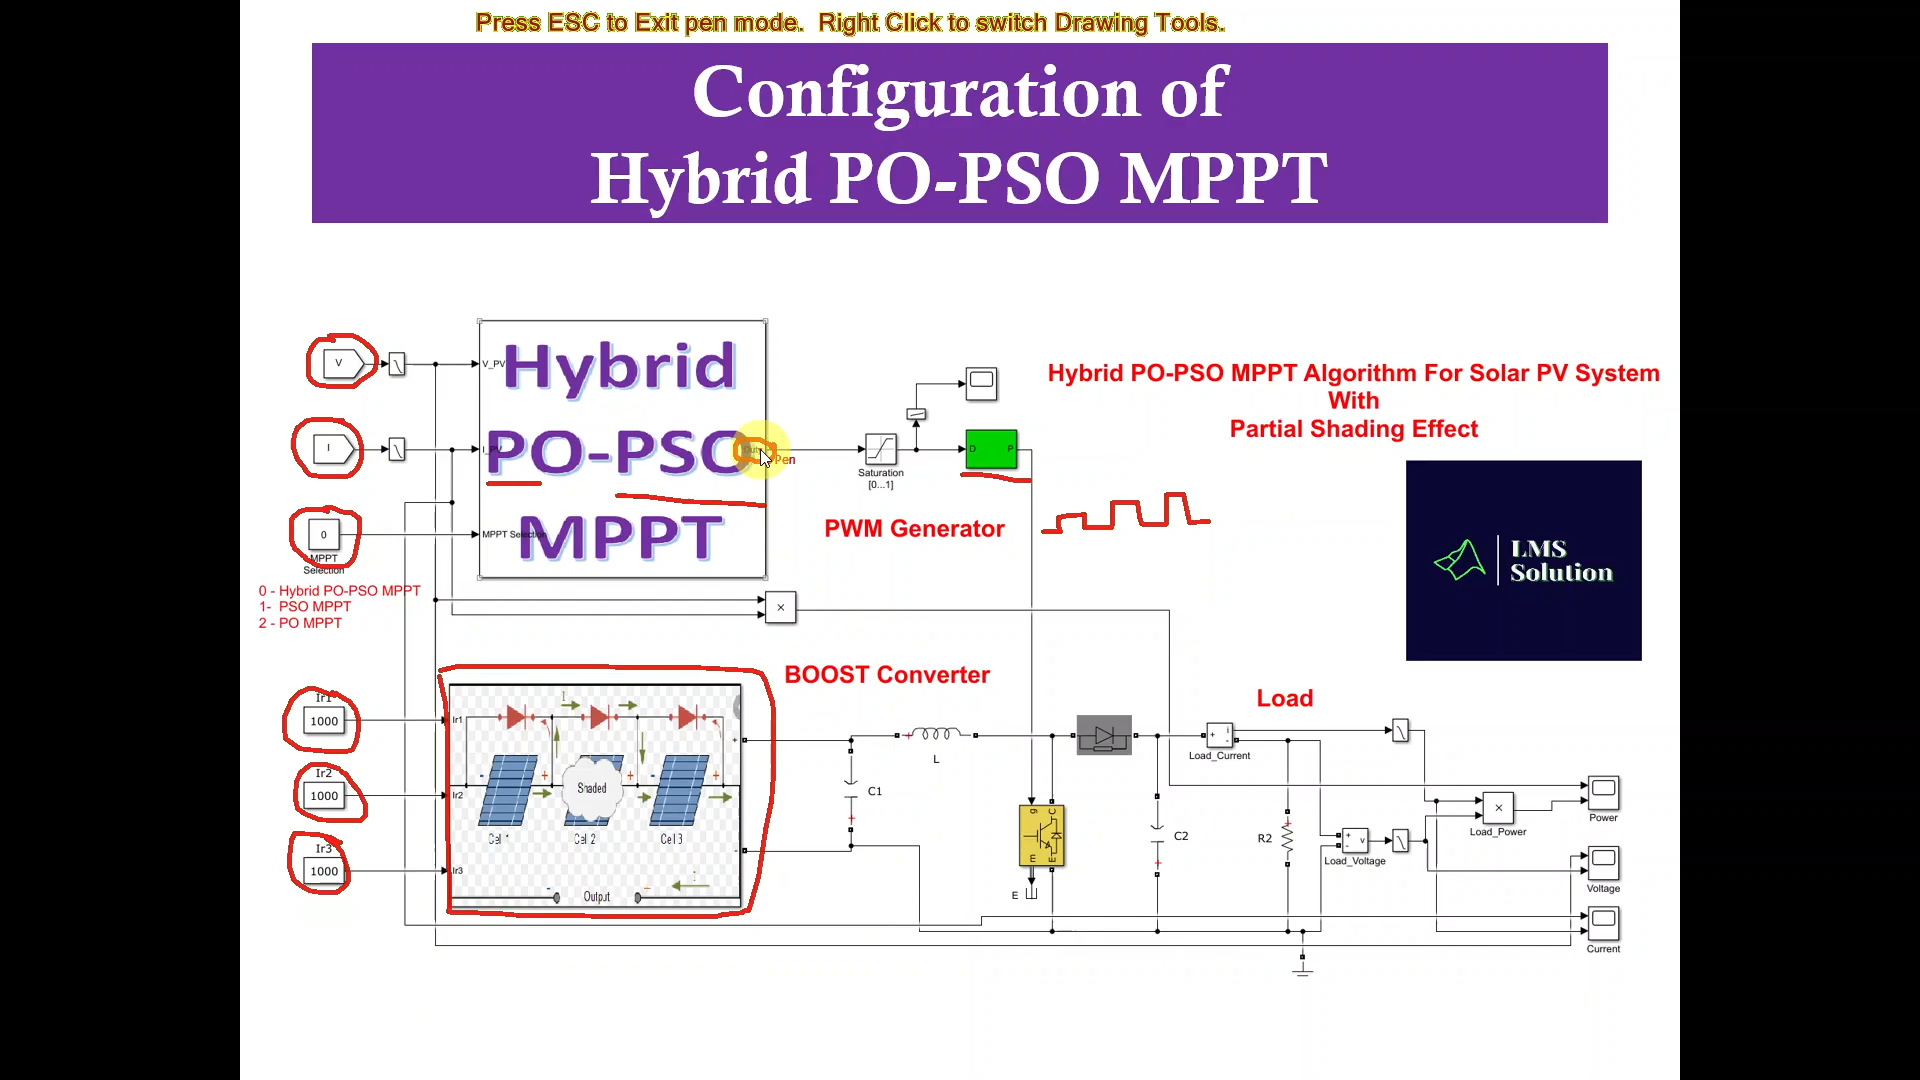 Press ESC to Exit pen mode. Right Click to switch Drawing Tools.
Configuration of
Hybrid PO-PSO MPPT
V
V_PV
Hybrid
Hybrid PO-PSO MPPT Algorithm For Solar PV System
With
Partial Shading Effect
I
PO-PSO
Pen
D P
Saturation
[0...1]
PWM Generator
0
MPPT
Selection
MPPT Selection
MPPT
LMS
Solution
0 - Hybrid PO-PSO MPPT
1- PSO MPPT
2 - PO MPPT
×
BOOST Converter
Load
Ir1
1000
Ir1
I
+
L
+ i
-
Load_Current
Ir2
1000
Ir2
- + + - +
Shaded
Cell 2
Cel 3
C1
+
g C
m E
E
C2
+
R2
+
+ v
-
Load_Voltage
×
Load_Power
Power
Voltage
Current
Ir3
1000
Ir3
-
I
- Output